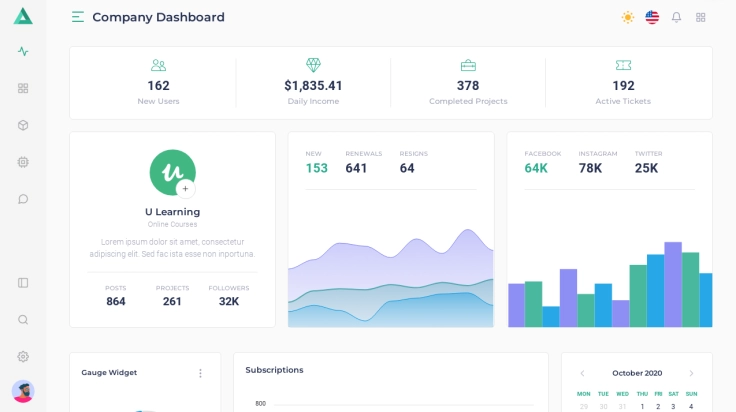 Company Dashboard
162
New Users
$1,835.41
Daily Income
378
Completed Projects
192
Active Tickets
u
+
U Learning
Online Courses
Lorem ipsum dolor sit amet, consectetur
adipiscing elit. Sed fac ista esse non inportuna.
POSTS PROJECTS FOLLOWERS
864 261 32K
NEW RENEWALS RESIGNS
153 641 64
FACEBOOK INSTAGRAM TWITTER
64K 78K 25K
Gauge Widget
Subscriptions
800
October 2020
MON TUE WED THU FRI SAT SUN
29 30 31 1 2 3 4